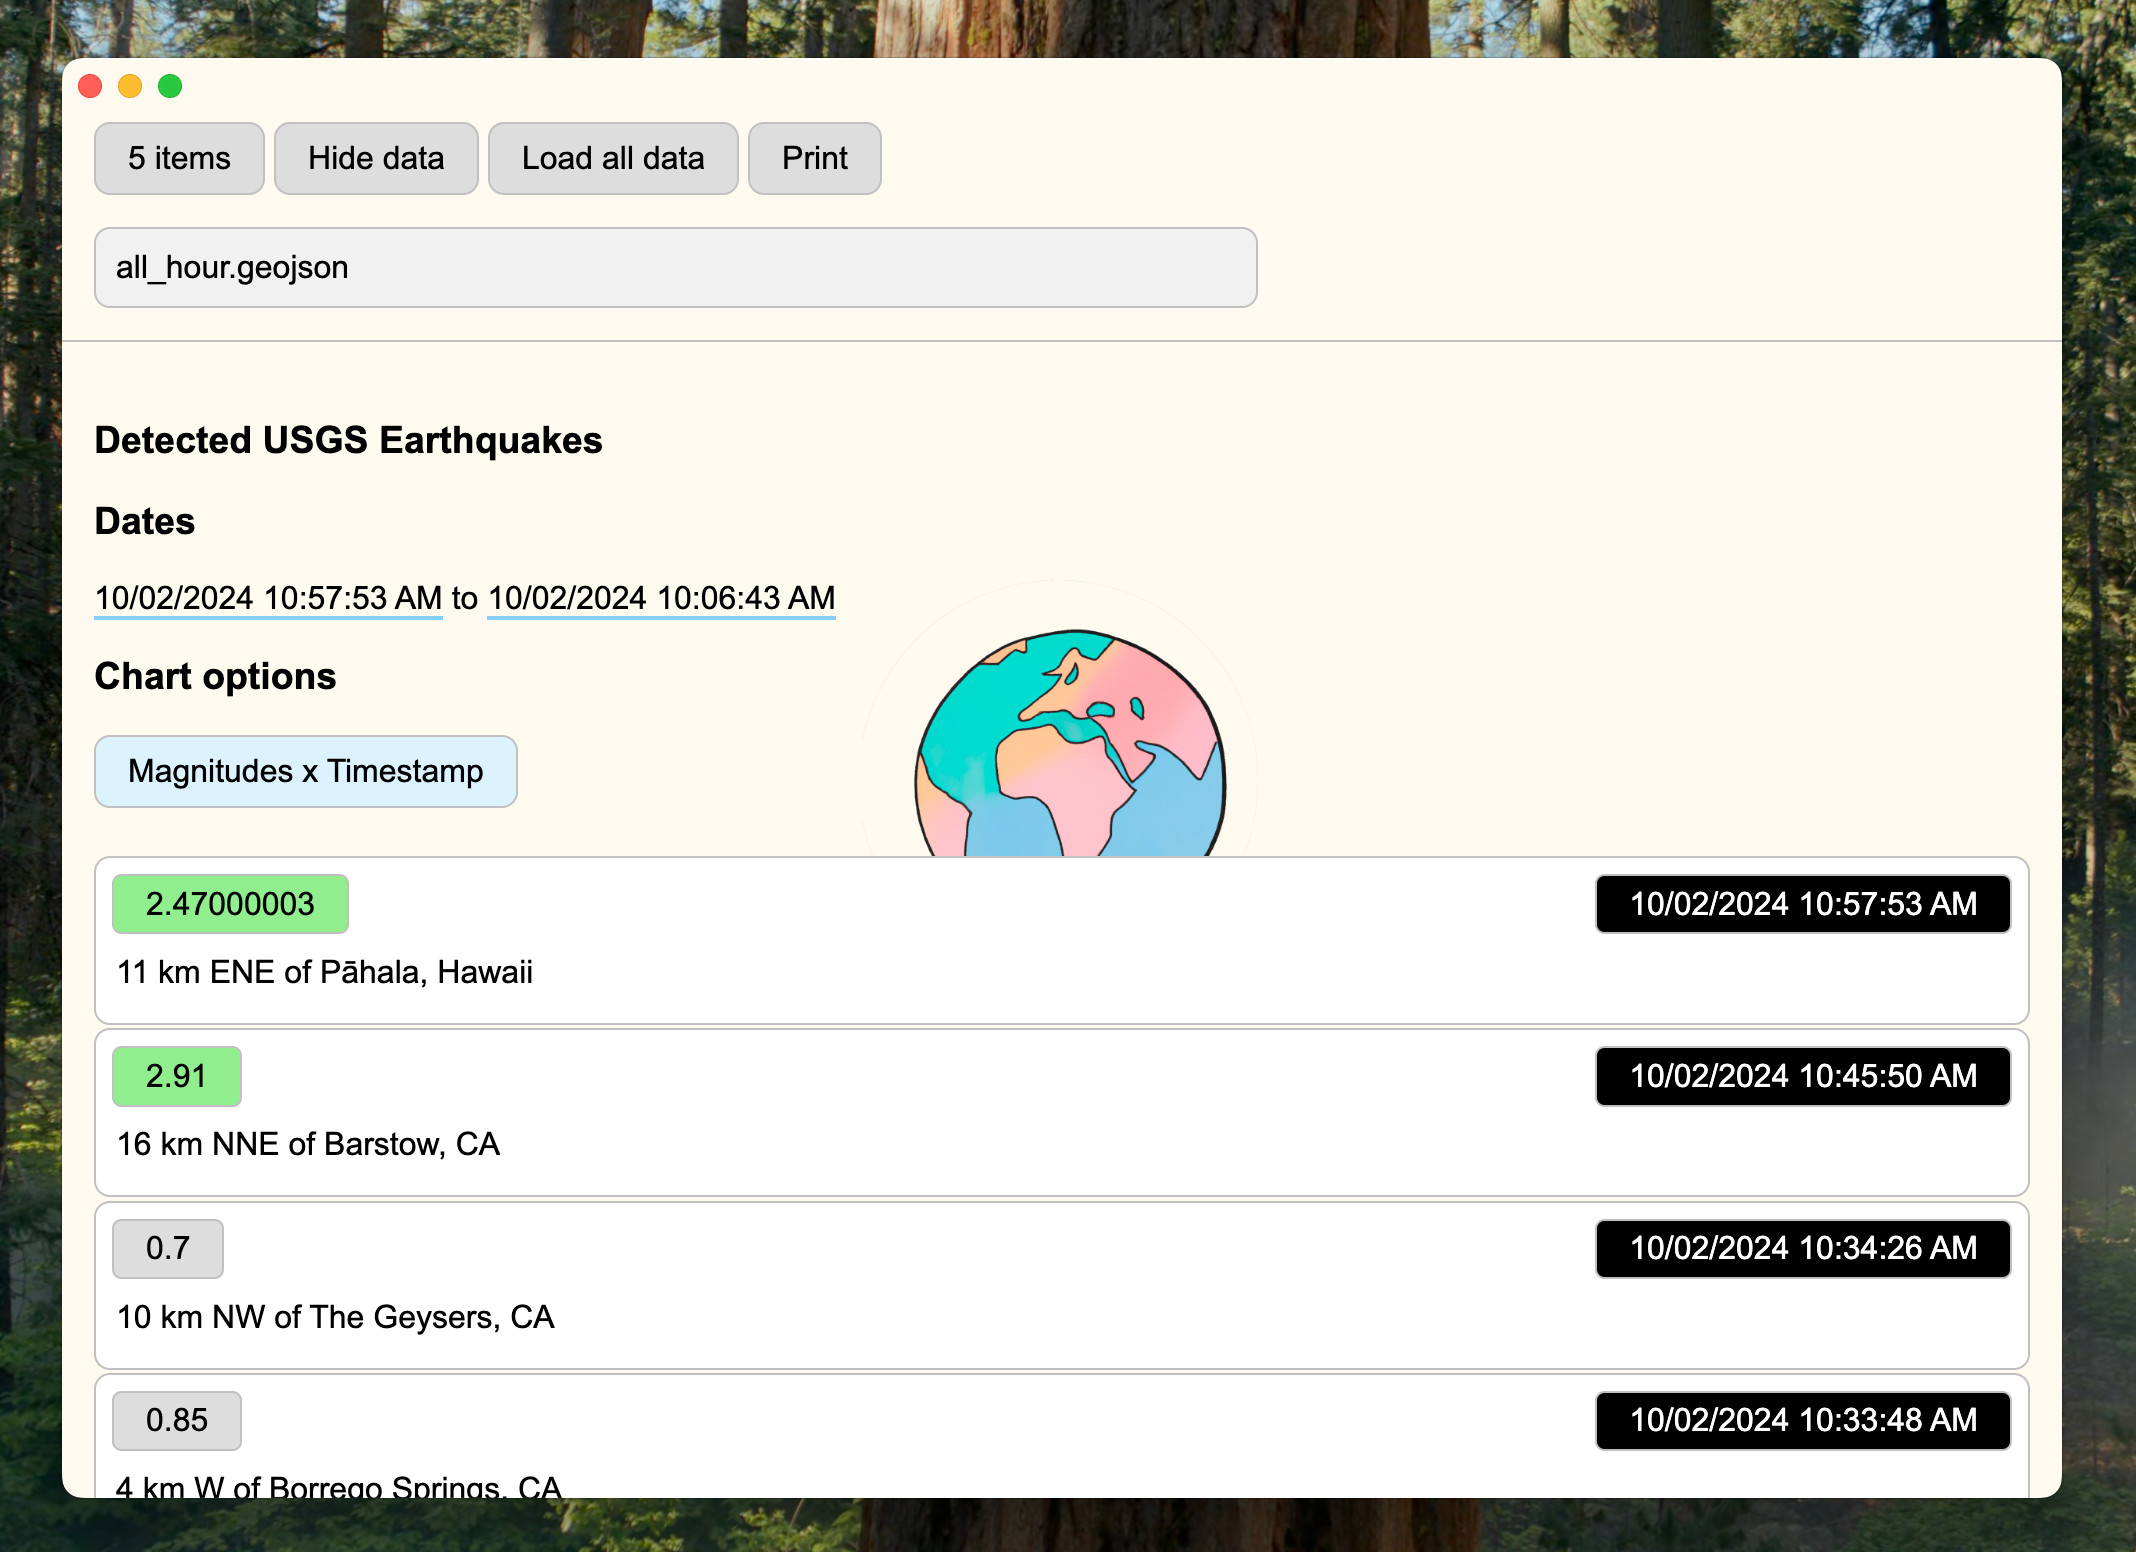 5 items Hide data Load all data Print
all_hour.geojson
Detected USGS Earthquakes
Dates
10/02/2024 10:57:53 AM to 10/02/2024 10:06:43 AM
Chart options
Magnitudes x Timestamp
2.47000003 10/02/2024 10:57:53 AM
11 km ENE of Pāhala, Hawaii
2.91 10/02/2024 10:45:50 AM
16 km NNE of Barstow, CA
0.7 10/02/2024 10:34:26 AM
10 km NW of The Geysers, CA
0.85 10/02/2024 10:33:48 AM
4 km W of Borrego Springs, CA